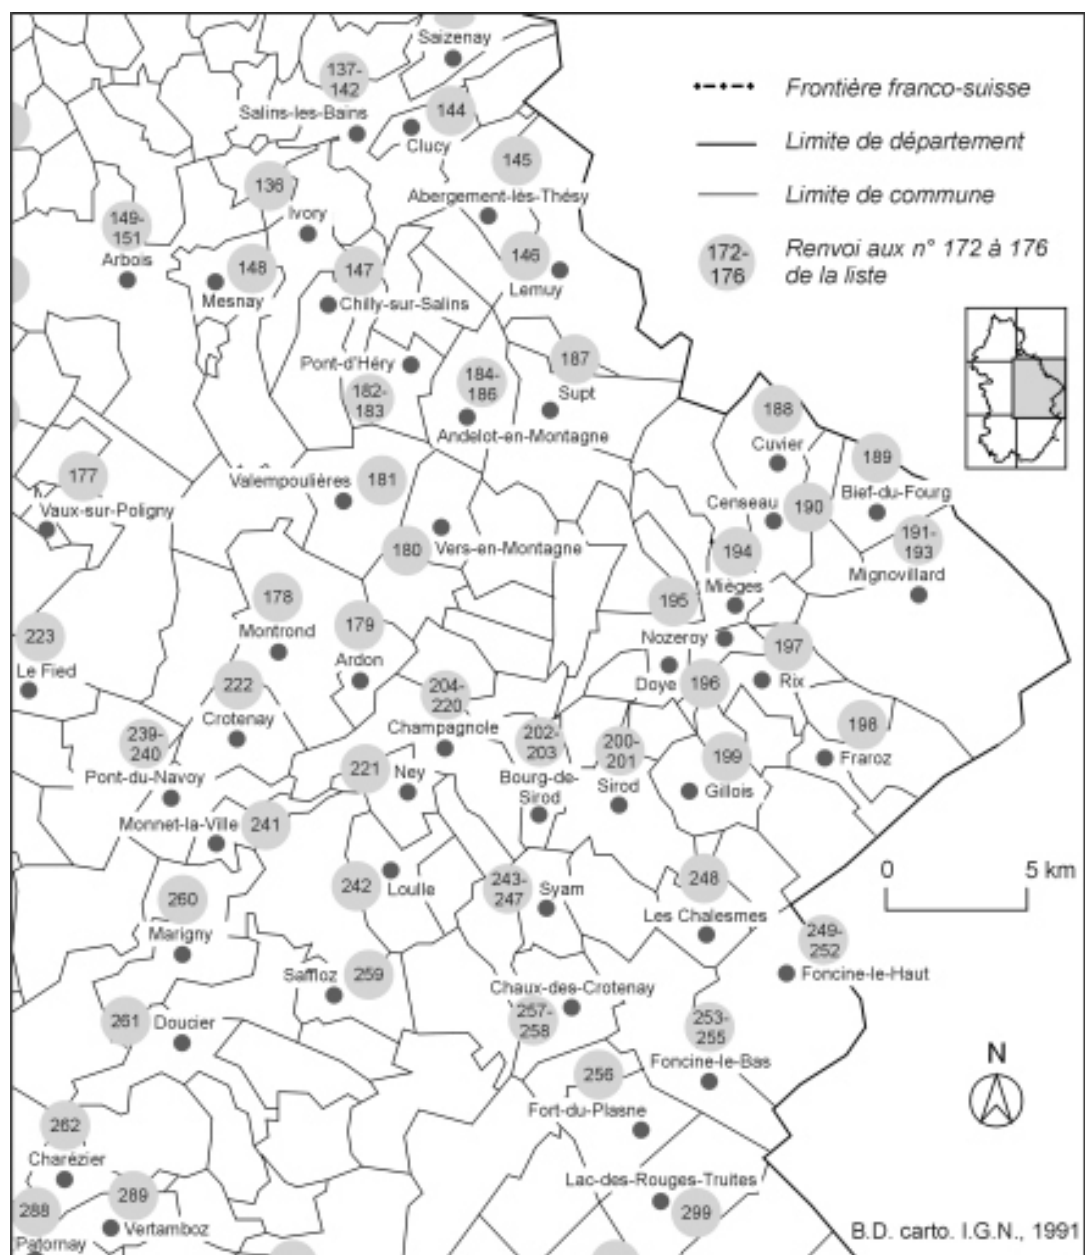 Saizenay
137-
142
Salins-les-Bains
144
Clucy
145
Abergement-lès-Thésy
136
Ivory
149-
151
Arbois
148
Mesnay
147
Chilly-sur-Salins
146
Lemuy
Frontière franco-suisse
Limite de département
Limite de commune
172-
176
Renvoi aux n° 172 à 176
de la liste
Pont-d'Héry
182-
183
184-
186
Andelot-en-Montagne
187
Supt
188
Cuvier
189
Bief-du-Fourg
177
Vaux-sur-Poligny
Valempoulières
181
Censeau
190
191-
193
Mignovillard
180
Vers-en-Montagne
194
Mièges
178
Montrond
179
Ardon
195
Nozeroy
197
Rix
223
Le Fied
222
Crotenay
204-
220
Champagnole
Doye
196
198
Fraroz
239-
240
Pont-du-Navoy
221
Ney
202-
203
Bourg-de-
Sirod
200-
201
Sirod
199
Gillois
Monnet-la-Ville
241
0
5 km
242
Loulle
243-
247
Syam
248
Les Chalesmes
260
Marigny
249-
252
Foncine-le-Haut
Saffloz
259
Chaux-des-Crotenay
257-
258
253-
255
Foncine-le-Bas
261
Doucier
256
Fort-du-Plasne
N
262
Charézier
Lac-des-Rouges-Truites
299
288
Patornay
289
Vertamboz
B.D. carto. I.G.N., 1991